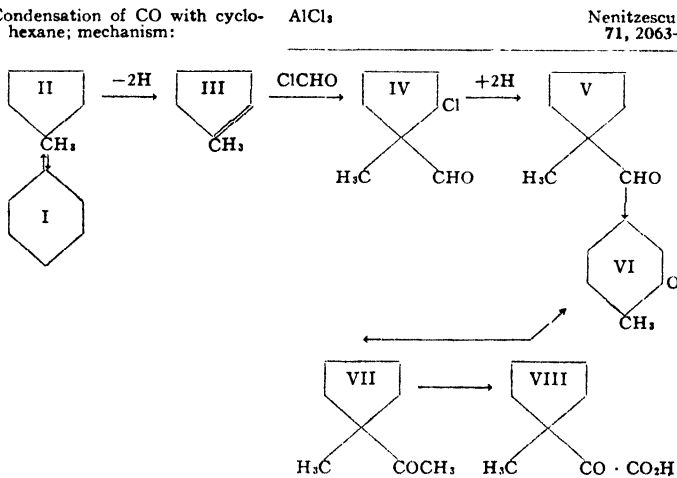 Condensation of CO with cyclo- AlCl₃ Nenitzescu
hexane; mechanism: 71, 2063-
II −2H III ClCHO IV +2H V
Cl
CH₃ CH₃
H₃C CHO H₃C CHO
I
VI
O
CH₃
VII VIII
H₃C COCH₃ H₃C CO · CO₂H